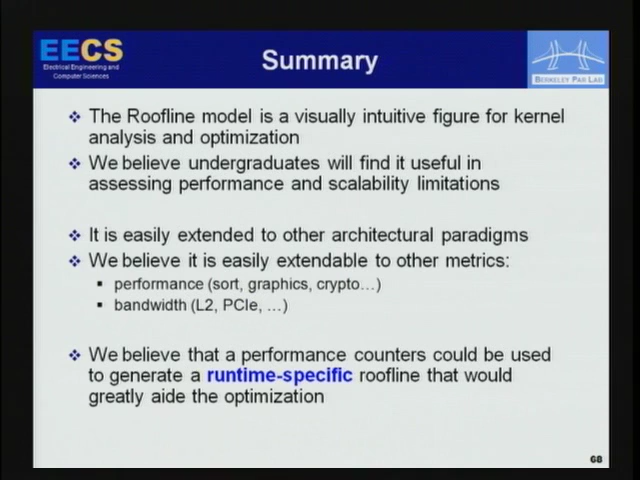 EECS
Electrical Engineering and
Computer Sciences
Summary
BERKELEY PAR LAB
The Roofline model is a visually intuitive figure for kernel
analysis and optimization
We believe undergraduates will find it useful in
assessing performance and scalability limitations
It is easily extended to other architectural paradigms
We believe it is easily extendable to other metrics:
performance (sort, graphics, crypto…)
bandwidth (L2, PCIe, …)
We believe that a performance counters could be used
to generate a runtime-specific roofline that would
greatly aide the optimization
68